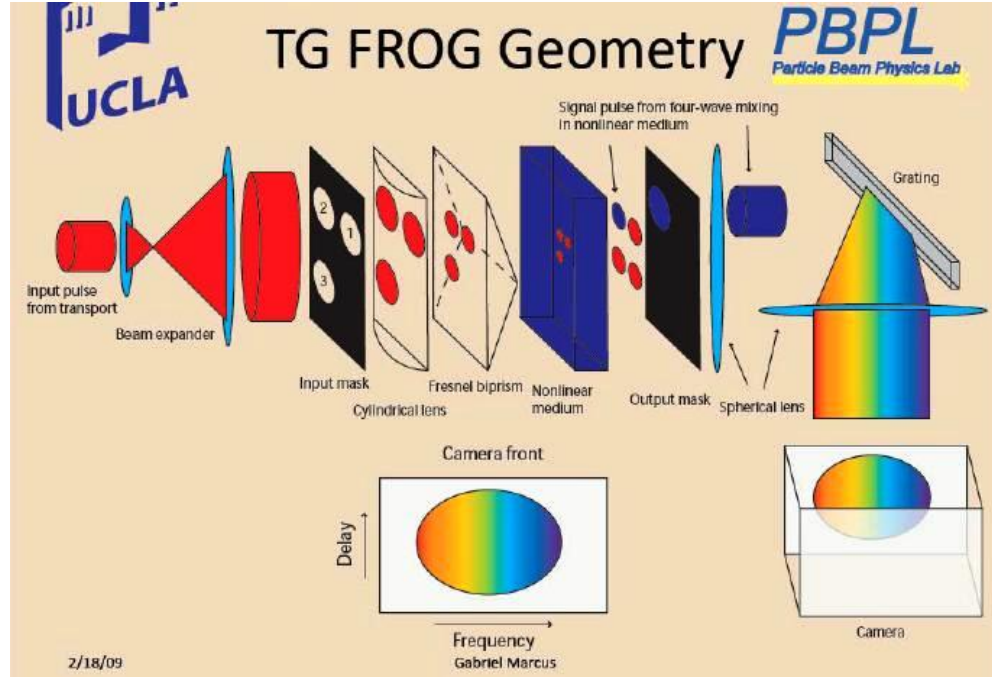 UCLA
TG FROG Geometry
PBPL
Particle Beam Physics Lab
Signal pulse from four-wave mixing
in nonlinear medium
Grating
2
1
3
Input pulse
from transport
Beam expander
Input mask
Cylindrical lens
Fresnel biprism
Nonlinear
medium
Output mask
Spherical lens
Camera front
Delay
Frequency
Camera
2/18/09
Gabriel Marcus